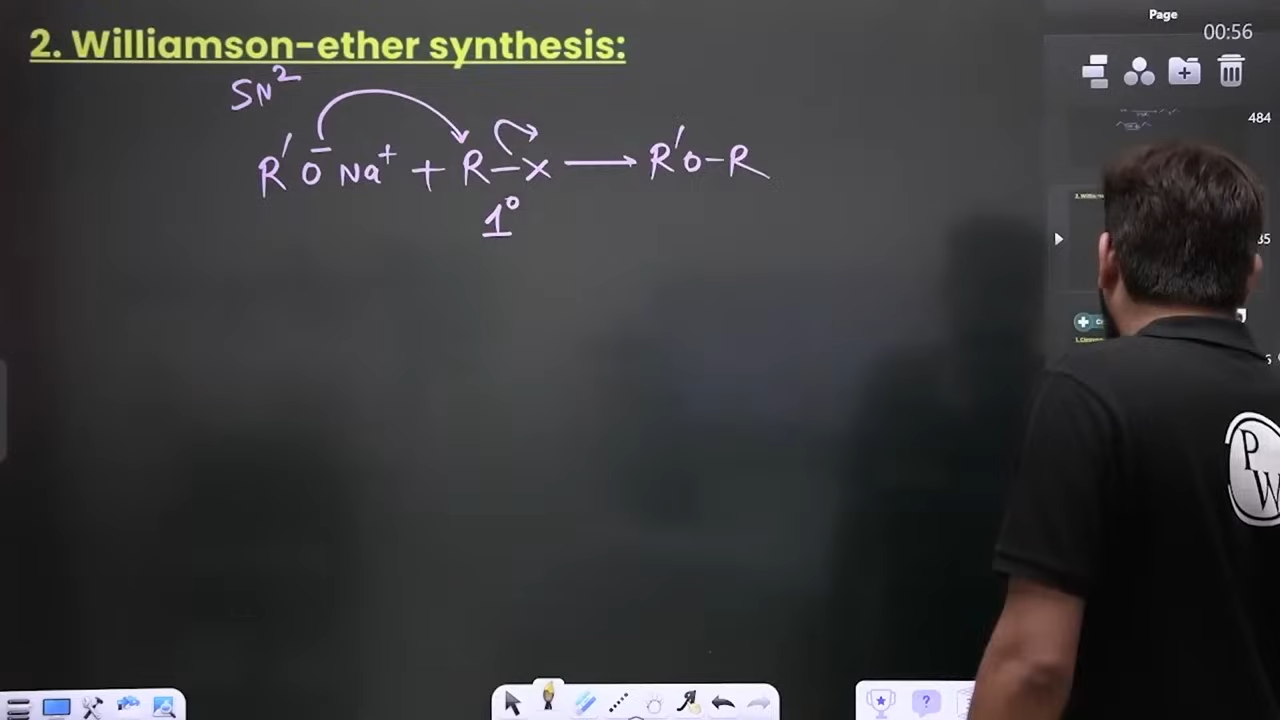 2. Williamson-ether synthesis:
SN²
R'O⁻Na⁺ + R-X → R'O-R
1°
Page
00:56
484
P
W